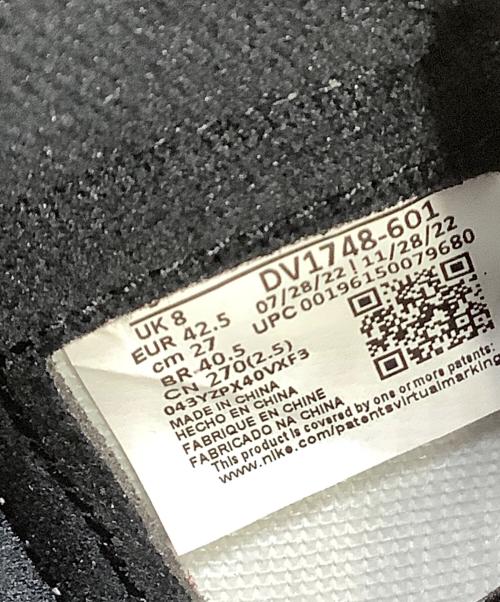 UK 8
EUR 42.5
cm 27
BR 40.5
CN 270(2.5)
DV1748-601
07/28/22 | 11/28/22
UPC 00196150079680
043YZPX40VXF3
MADE IN CHINA
HECHO EN CHINA
FABRIQUE EN CHINE
FABRICADO NA CHINA
This product is covered by one or more patents:
www.nike.com/patentsvirtualmarking